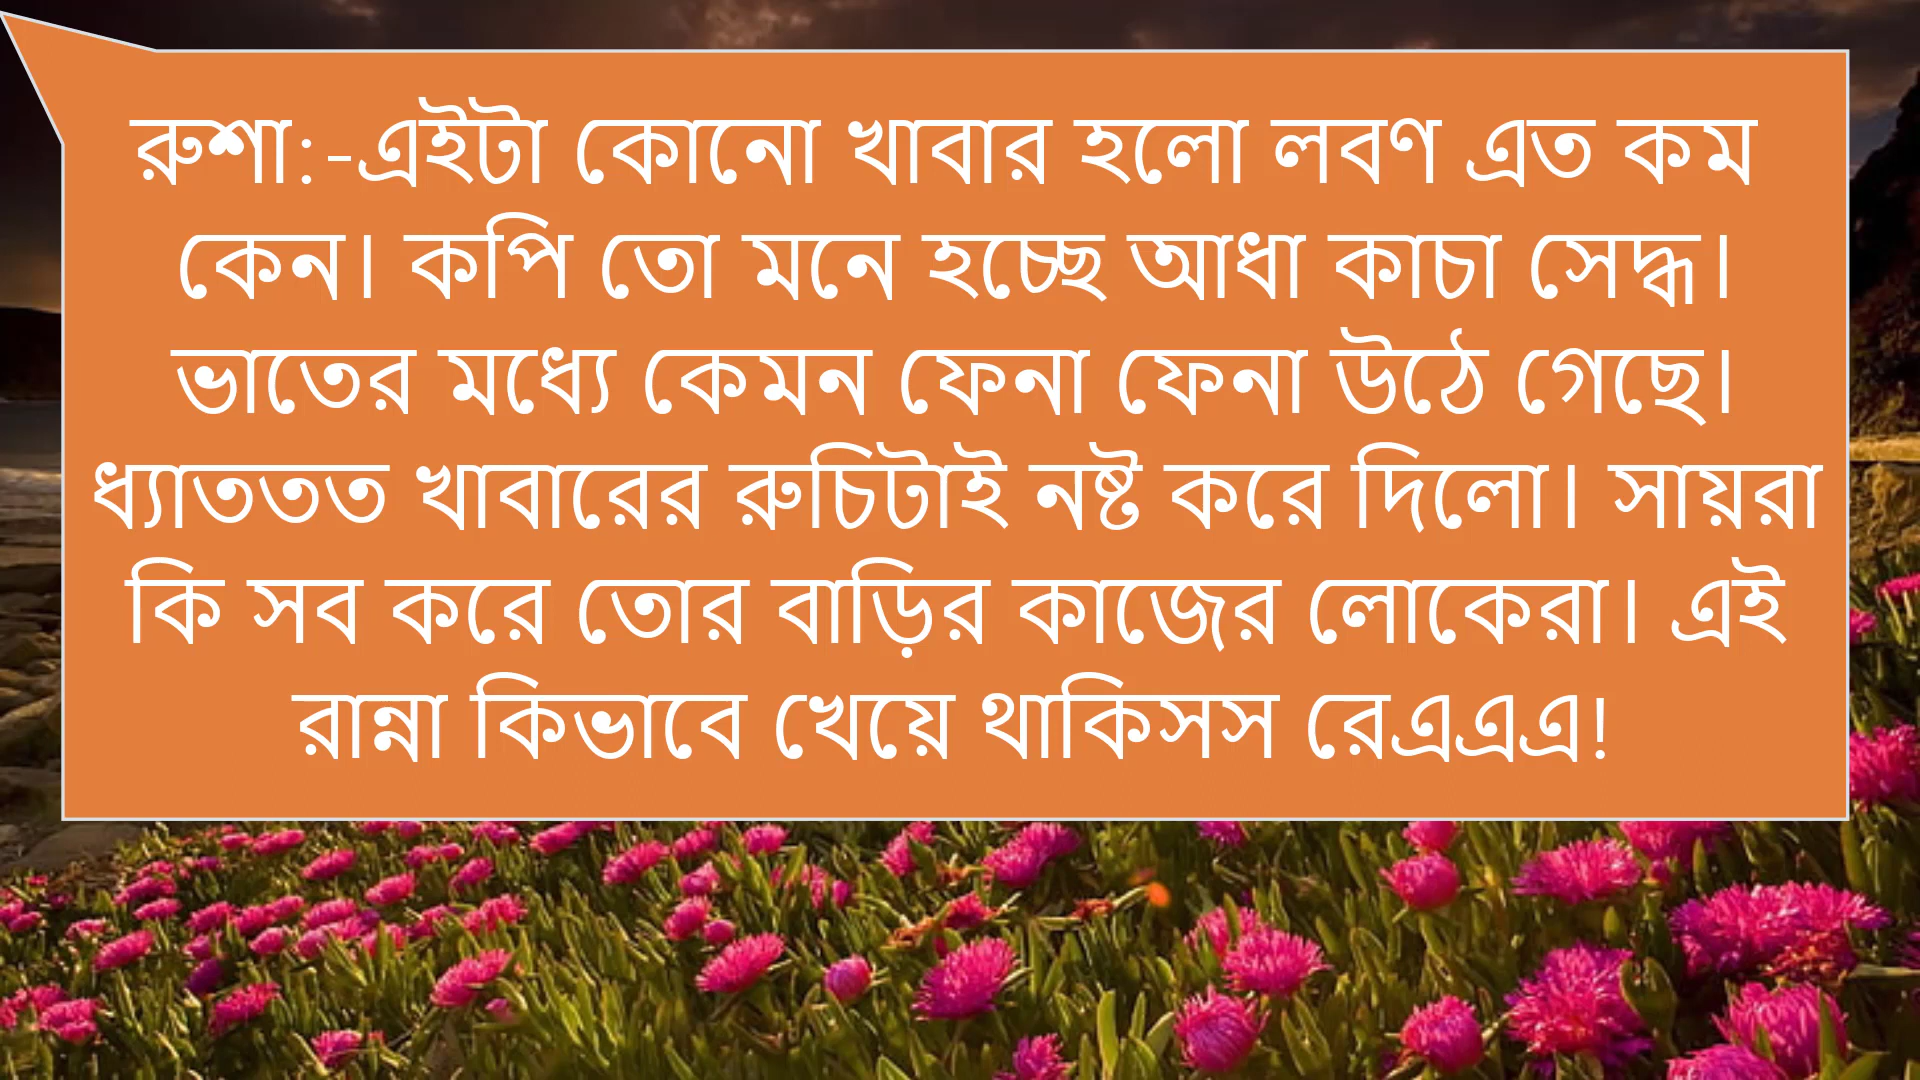 রুশা:-এইটা কোনো খাবার হলো লবণ এত কম
কেন। কপি তো মনে হচ্ছে আধা কাচা সেদ্ধ।
ভাতের মধ্যে কেমন ফেনা ফেনা উঠে গেছে।
ধ্যাততত খাবারের রুচিটাই নষ্ট করে দিলো। সায়রা
কি সব করে তোর বাড়ির কাজের লোকেরা। এই
রান্না কিভাবে খেয়ে থাকিসস রেএএএ!